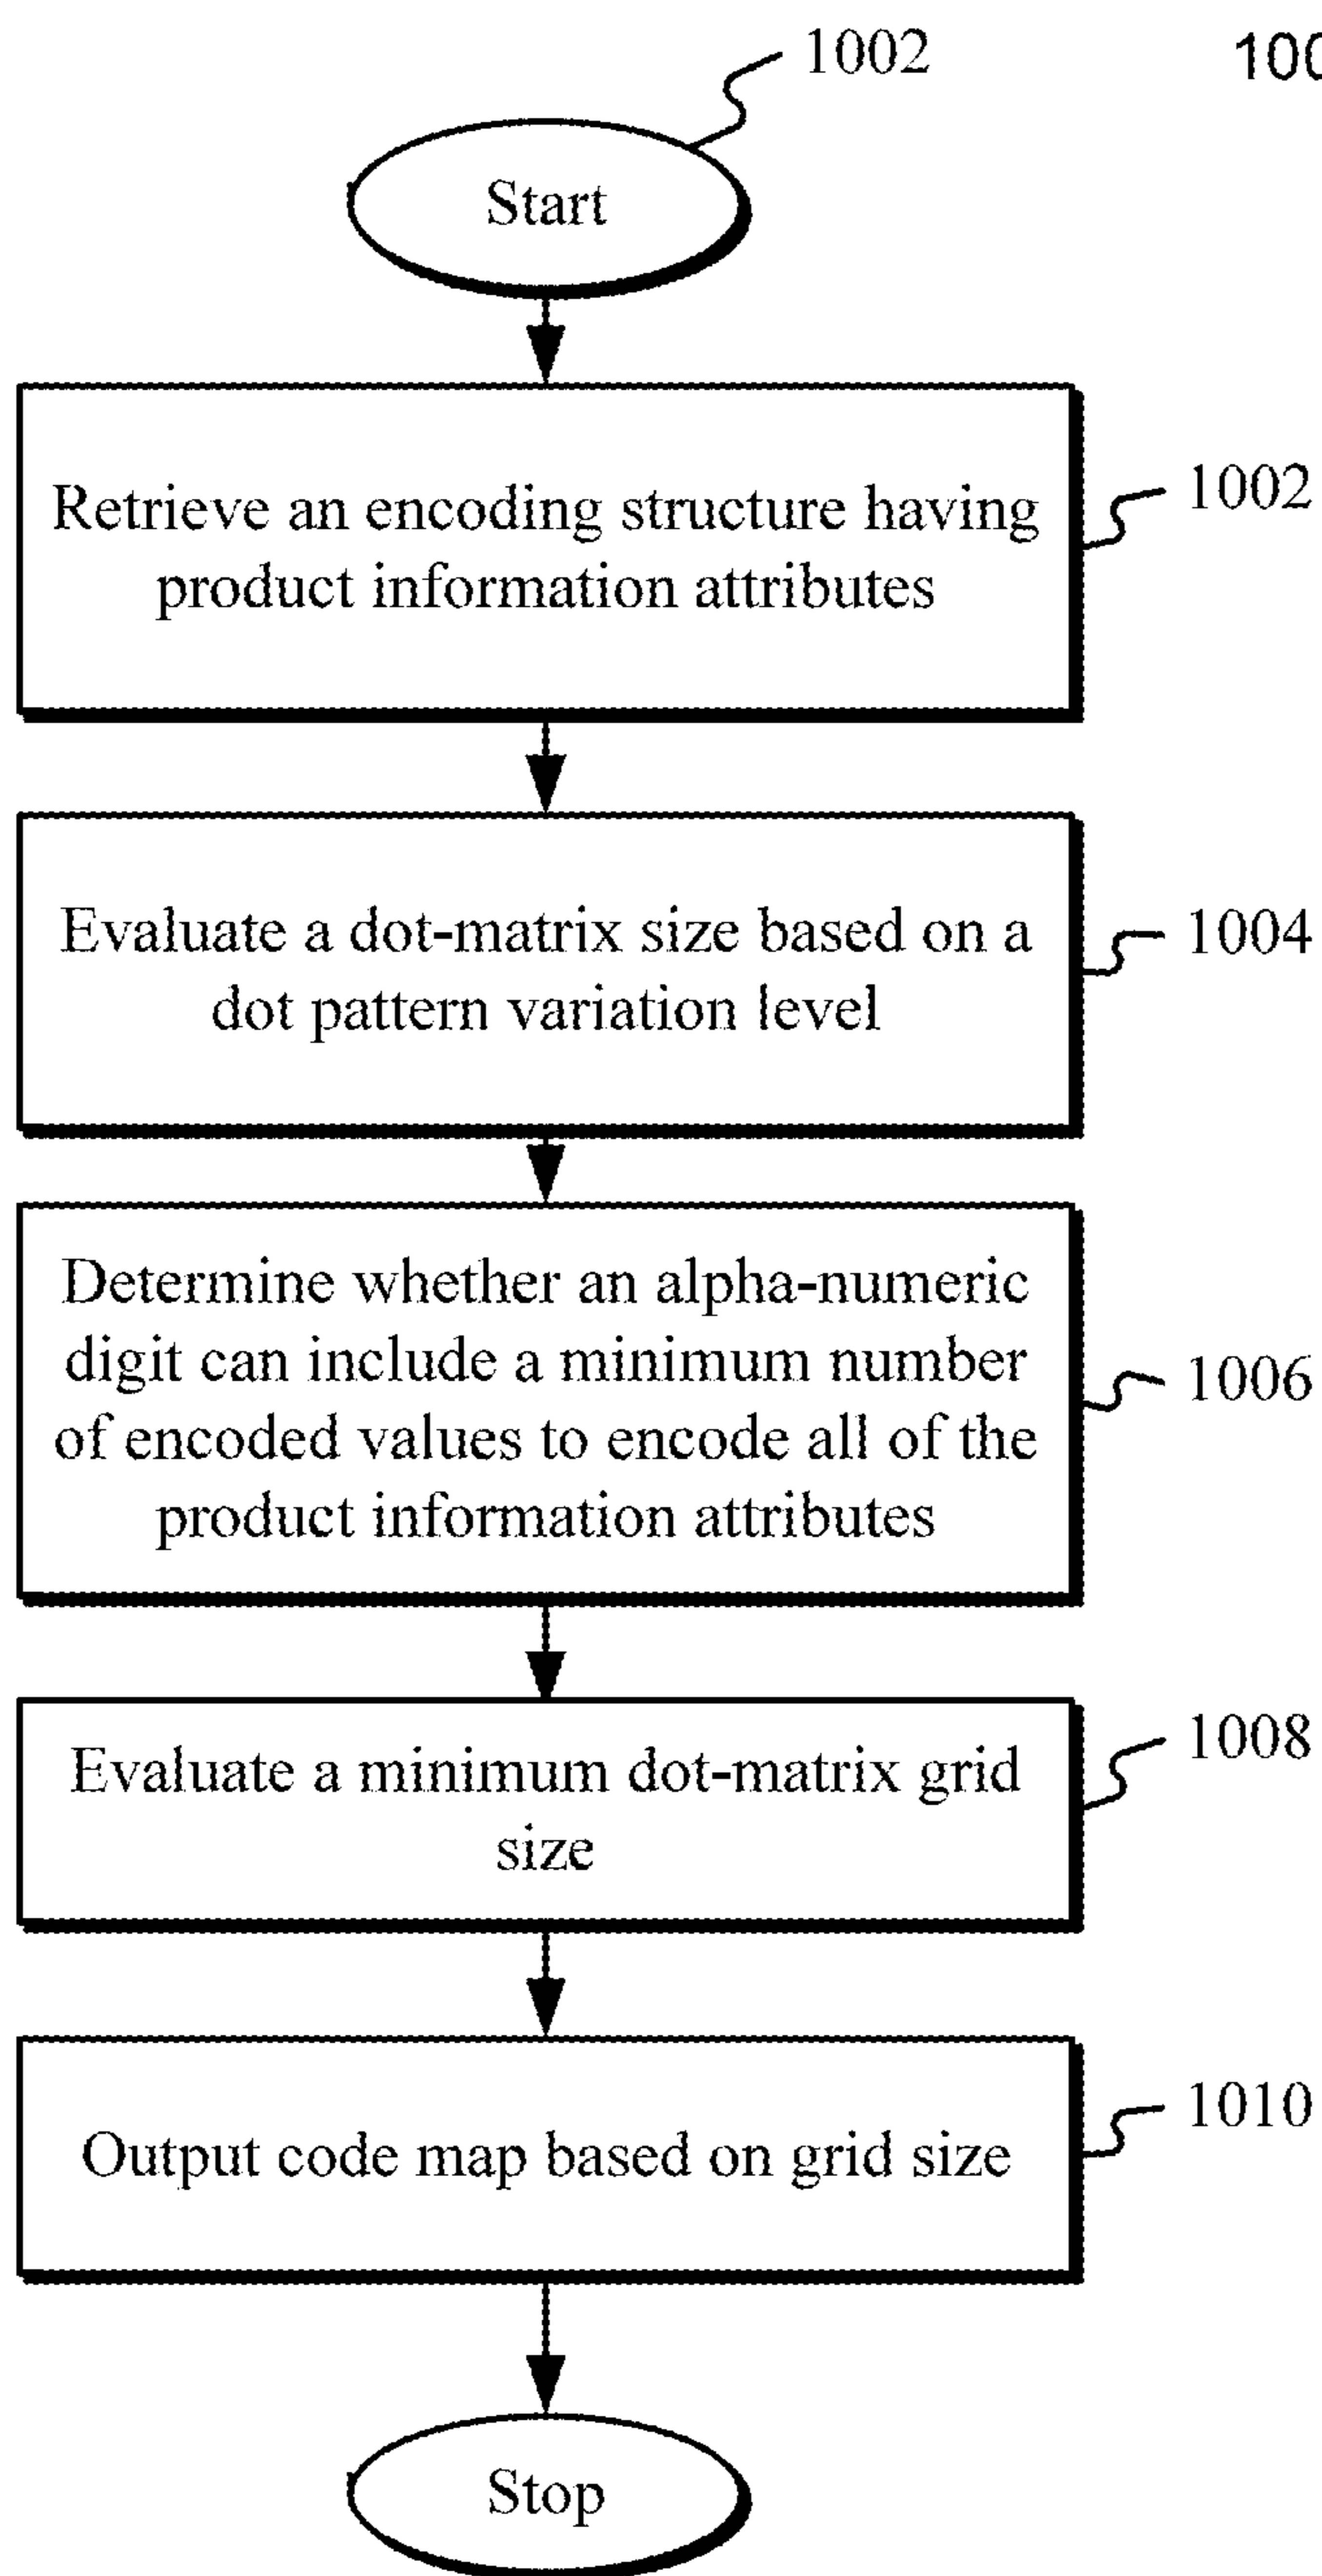 1002
Start
Retrieve an encoding structure having
product information attributes
1002
Evaluate a dot-matrix size based on a
dot pattern variation level
1004
Determine whether an alpha-numeric
digit can include a minimum number
of encoded values to encode all of the
product information attributes
1006
Evaluate a minimum dot-matrix grid
size
1008
Output code map based on grid size
1010
Stop